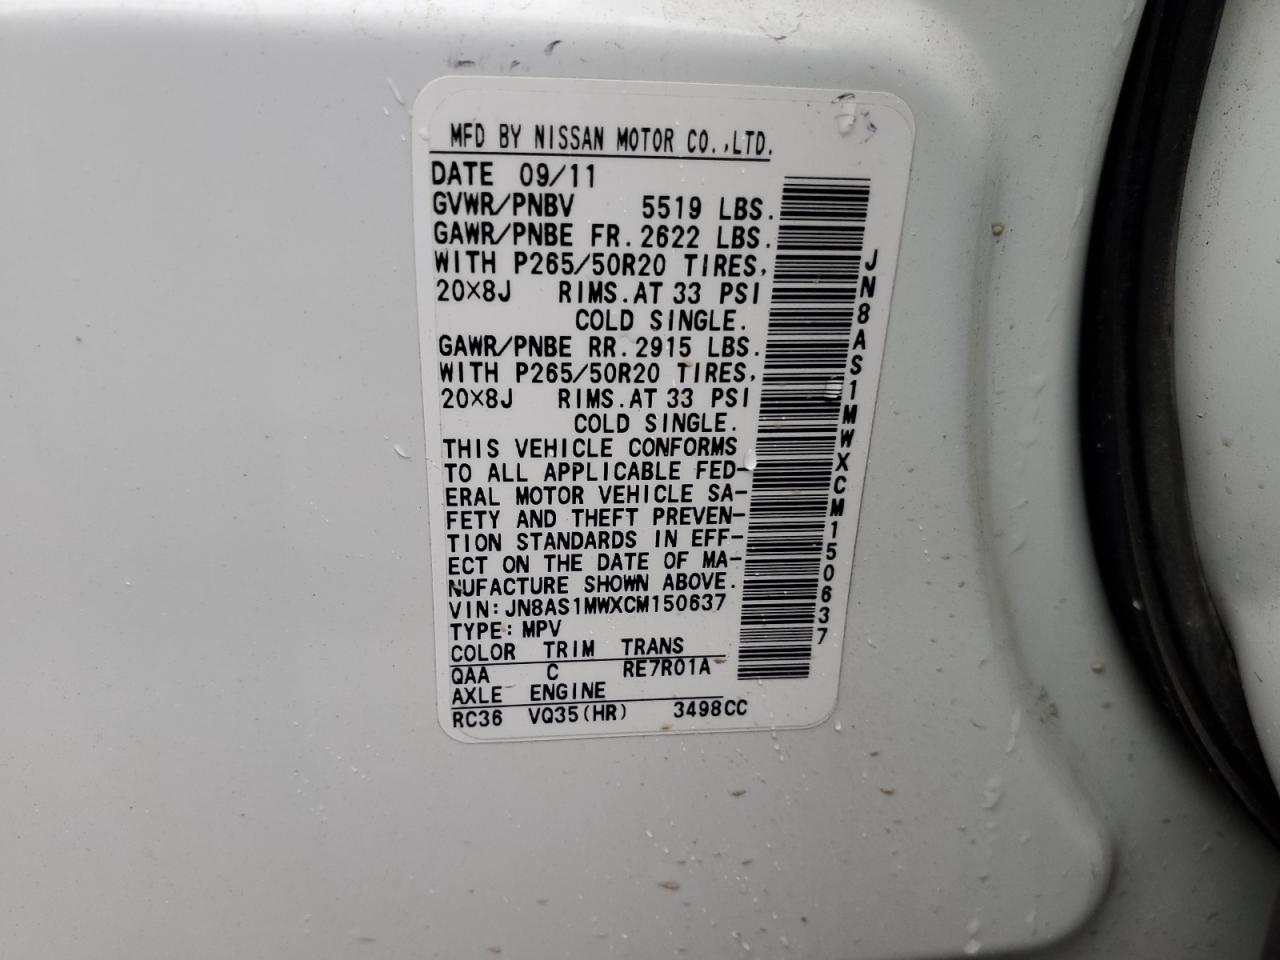 MFD BY NISSAN MOTOR CO.,LTD.
DATE 09/11
GVWR/PNBV 5519 LBS.
GAWR/PNBE FR. 2622 LBS.
WITH P265/50R20 TIRES,
20×8J RIMS. AT 33 PSI
COLD SINGLE.
GAWR/PNBE RR. 2915 LBS.
WITH P265/50R20 TIRES,
20×8J RIMS. AT 33 PSI
COLD SINGLE.
THIS VEHICLE CONFORMS
TO ALL APPLICABLE FED-
ERAL MOTOR VEHICLE SA-
FETY AND THEFT PREVEN-
TION STANDARDS IN EFF-
ECT ON THE DATE OF MA-
NUFACTURE SHOWN ABOVE.
VIN: JN8AS1MWXCM150637
TYPE: MPV
COLOR TRIM TRANS
QAA C RE7R01A
AXLE ENGINE
RC36 VQ35(HR) 3498CC
JN8AS1MWXCM150637